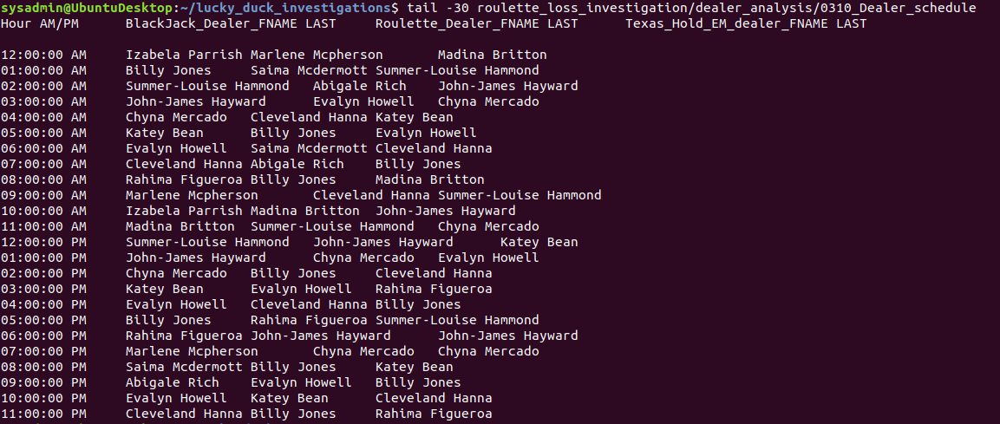 sysadmin@UbuntuDesktop:~/lucky_duck_investigations$ tail -30 roulette_loss_investigation/dealer_analysis/0310_Dealer_schedule
Hour AM/PM BlackJack_Dealer_FNAME LAST Roulette_Dealer_FNAME LAST Texas_Hold_EM_dealer_FNAME LAST
12:00:00 AM Izabela Parrish Marlene Mcpherson Madina Britton
01:00:00 AM Billy Jones Saima Mcdermott Summer-Louise Hammond
02:00:00 AM Summer-Louise Hammond Abigale Rich John-James Hayward
03:00:00 AM John-James Hayward Evalyn Howell Chyna Mercado
04:00:00 AM Chyna Mercado Cleveland Hanna Katey Bean
05:00:00 AM Katey Bean Billy Jones Evalyn Howell
06:00:00 AM Evalyn Howell Saima Mcdermott Cleveland Hanna
07:00:00 AM Cleveland Hanna Abigale Rich Billy Jones
08:00:00 AM Rahima Figueroa Billy Jones Madina Britton
09:00:00 AM Marlene Mcpherson Cleveland Hanna Summer-Louise Hammond
10:00:00 AM Izabela Parrish Madina Britton John-James Hayward
11:00:00 AM Madina Britton Summer-Louise Hammond Chyna Mercado
12:00:00 PM Summer-Louise Hammond John-James Hayward Katey Bean
01:00:00 PM John-James Hayward Chyna Mercado Evalyn Howell
02:00:00 PM Chyna Mercado Billy Jones Cleveland Hanna
03:00:00 PM Katey Bean Evalyn Howell Rahima Figueroa
04:00:00 PM Evalyn Howell Cleveland Hanna Billy Jones
05:00:00 PM Billy Jones Rahima Figueroa Summer-Louise Hammond
06:00:00 PM Rahima Figueroa John-James Hayward John-James Hayward
07:00:00 PM Marlene Mcpherson Chyna Mercado Chyna Mercado
08:00:00 PM Saima Mcdermott Billy Jones Katey Bean
09:00:00 PM Abigale Rich Evalyn Howell Billy Jones
10:00:00 PM Evalyn Howell Katey Bean Cleveland Hanna
11:00:00 PM Cleveland Hanna Billy Jones Rahima Figueroa